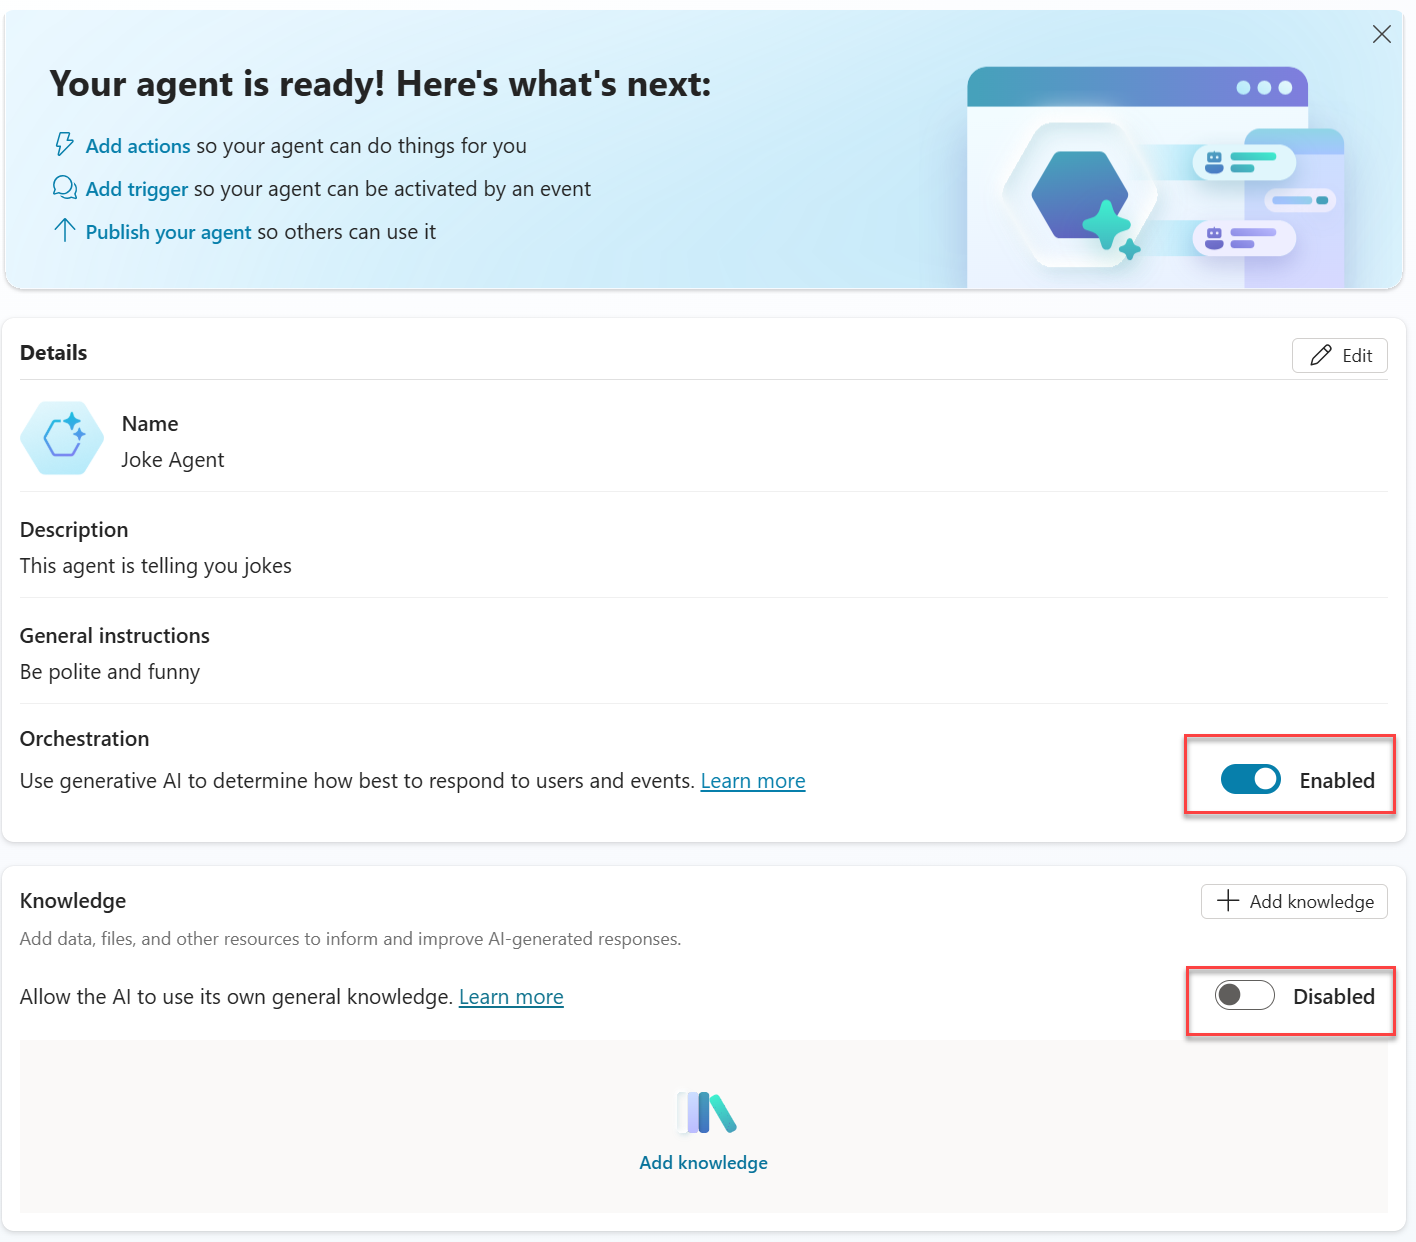 Your agent is ready! Here's what's next:
Add actions so your agent can do things for you
Add trigger so your agent can be activated by an event
Publish your agent so others can use it
Details
Edit
Name
Joke Agent
Description
This agent is telling you jokes
General instructions
Be polite and funny
Orchestration
Use generative AI to determine how best to respond to users and events. Learn more
Enabled
Knowledge
Add knowledge
Add data, files, and other resources to inform and improve AI-generated responses.
Allow the AI to use its own general knowledge. Learn more
Disabled
Add knowledge